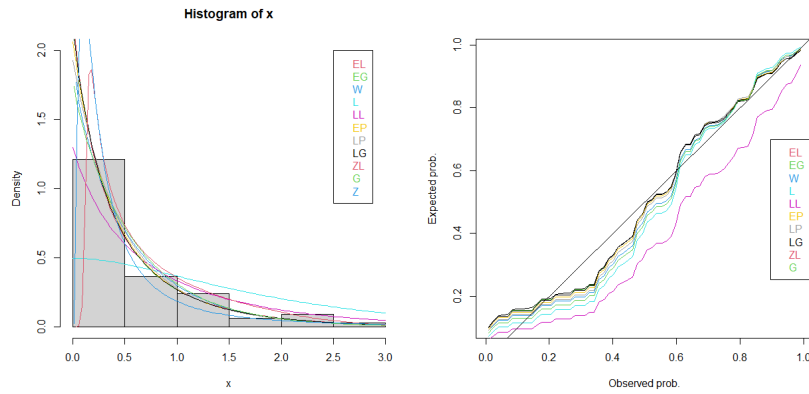 Histogram of x
Density
0.0
0.5
1.0
1.5
2.0
EL
EG
W
L
LL
EP
LP
LG
ZL
G
Z
0.0 0.5 1.0 1.5 2.0 2.5 3.0
x
Expected prob.
0.2
0.4
0.6
0.8
1.0
EL
EG
W
L
LL
EP
LP
LG
ZL
G
0.2 0.4 0.6 0.8 1.0
Observed prob.